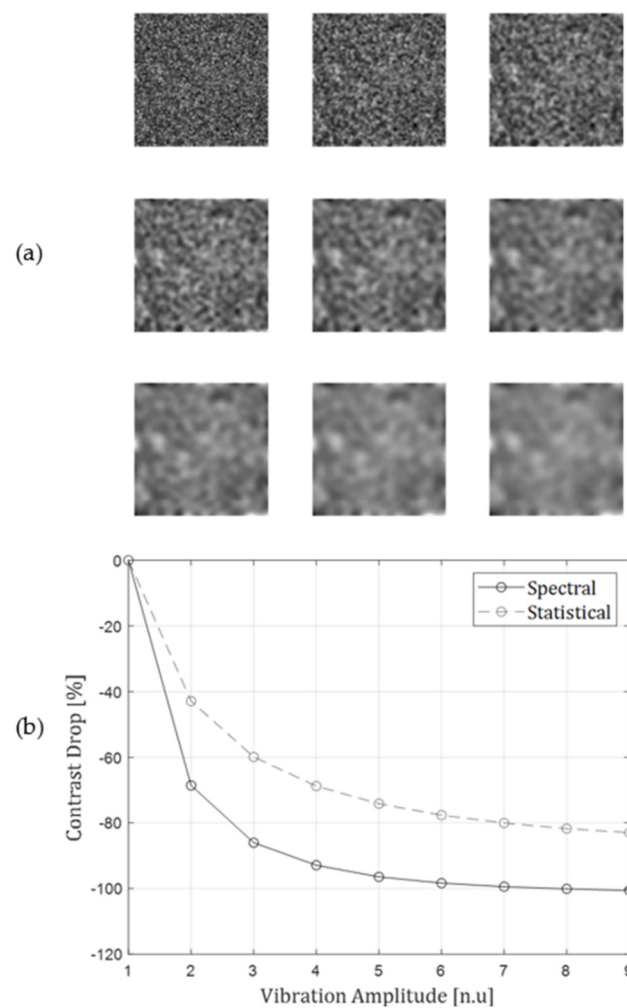 (a)
(b)
Contrast Drop [%]
0
-20
-40
-60
-80
-100
-120
Spectral
Statistical
1 2 3 4 5 6 7 8 9
Vibration Amplitude [n.u]